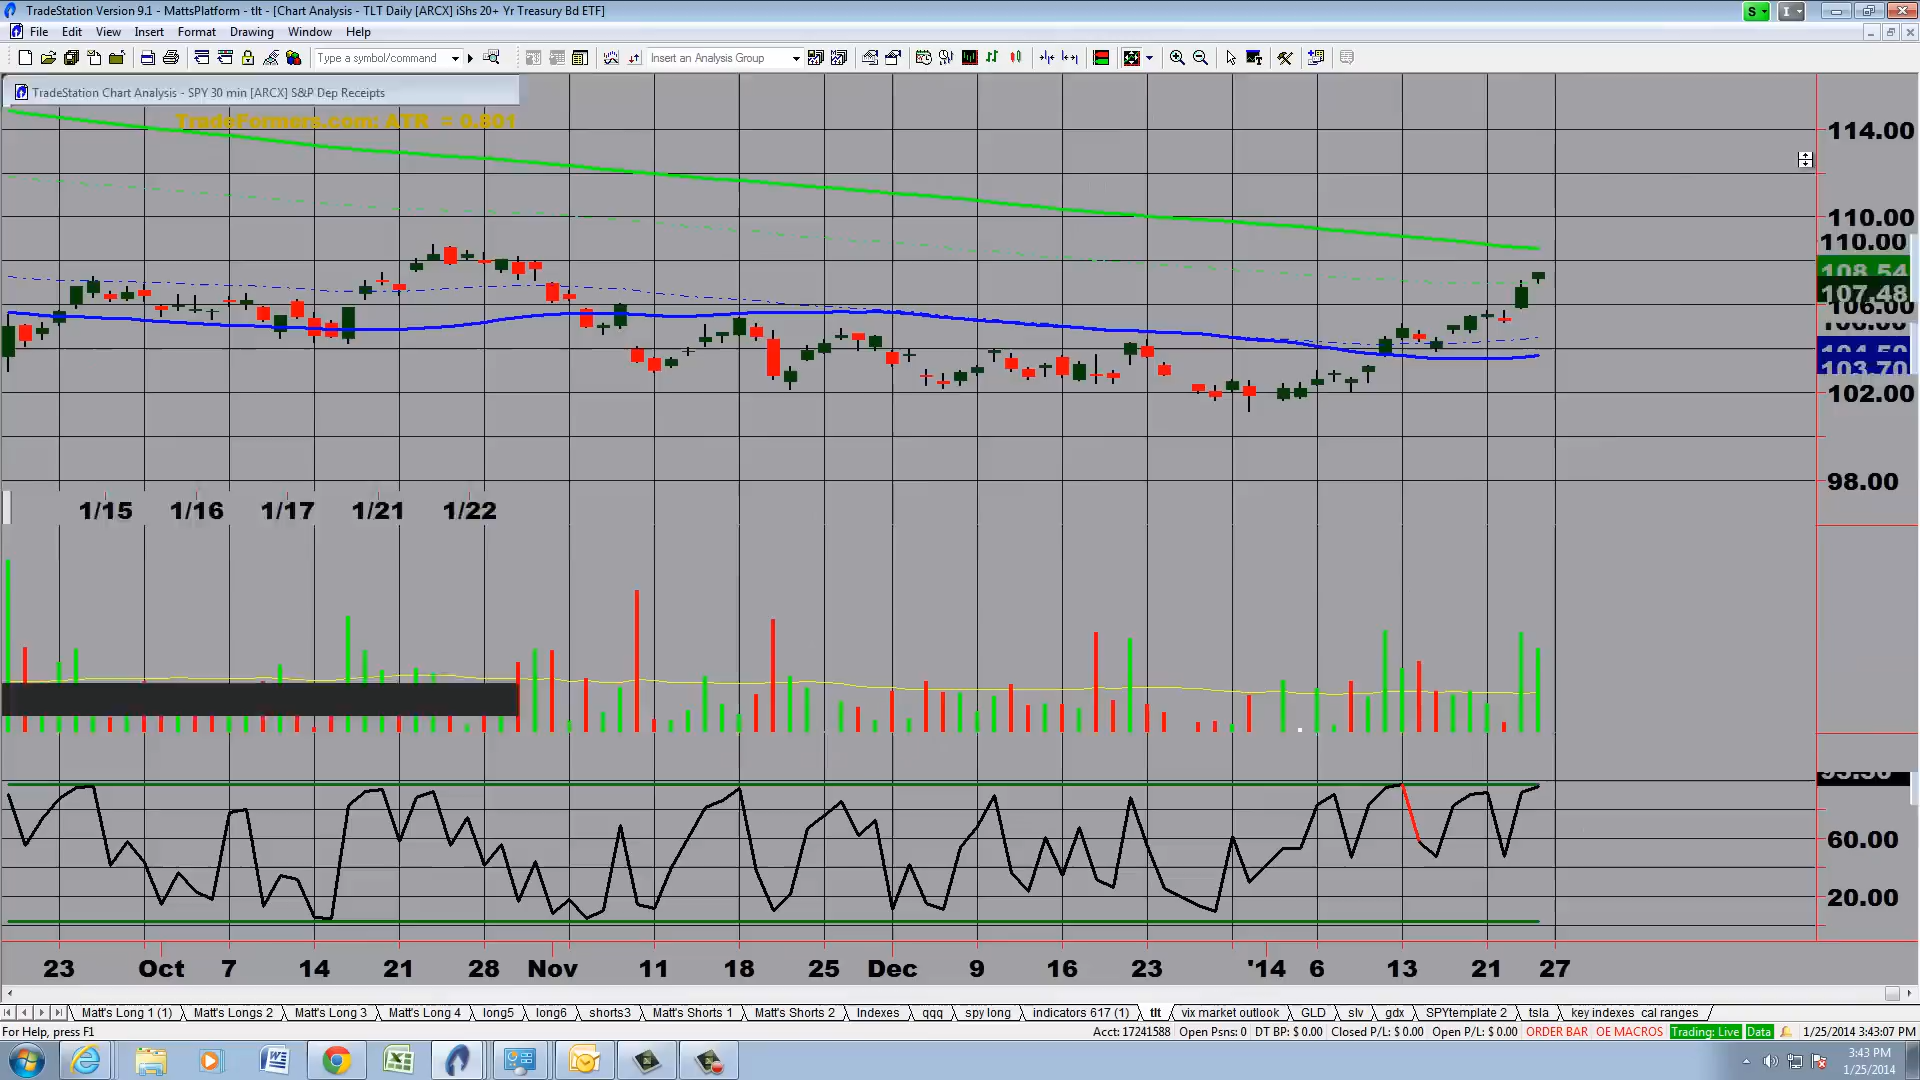 TradeStation Version 9.1 - MattsPlatform - tlt - [Chart Analysis - TLT Daily [ARCX] iShs 20+ Yr Treasury Bd ETF]
File Edit View Insert Format Drawing Window Help
Type a symbol/command Insert an Analysis Group
TradeStation Chart Analysis - SPY 30 min [ARCX] S&P Dep Receipts
TradeFormers.com: ATR = 0.801
114.00
110.00
110.00
108.54
107.48
106.00
103.70
102.00
98.00
1/15 1/16 1/17 1/21 1/22
60.00
20.00
23 Oct 7 14 21 28 Nov 11 18 25 Dec 9 16 23 '14 6 13 21 27
Matt's Long 1 (1) Matt's Longs 2 Matt's Long 3 Matt's Long 4 long5 long6 shorts3 Matt's Shorts 1 Matt's Shorts 2 Indexes qqq spy long indicators 617 (1) tlt vix market outlook GLD slv gdx SPYtemplate 2 tsla key indexes cal ranges
For Help, press F1 Acct: 17241588 Open Psns: 0 DT BP: $ 0.00 Closed P/L: $ 0.00 Open P/L: $ 0.00 ORDER BAR OE MACROS Trading: Live Data 1/25/2014 3:43:07 PM
3:43 PM
1/25/2014